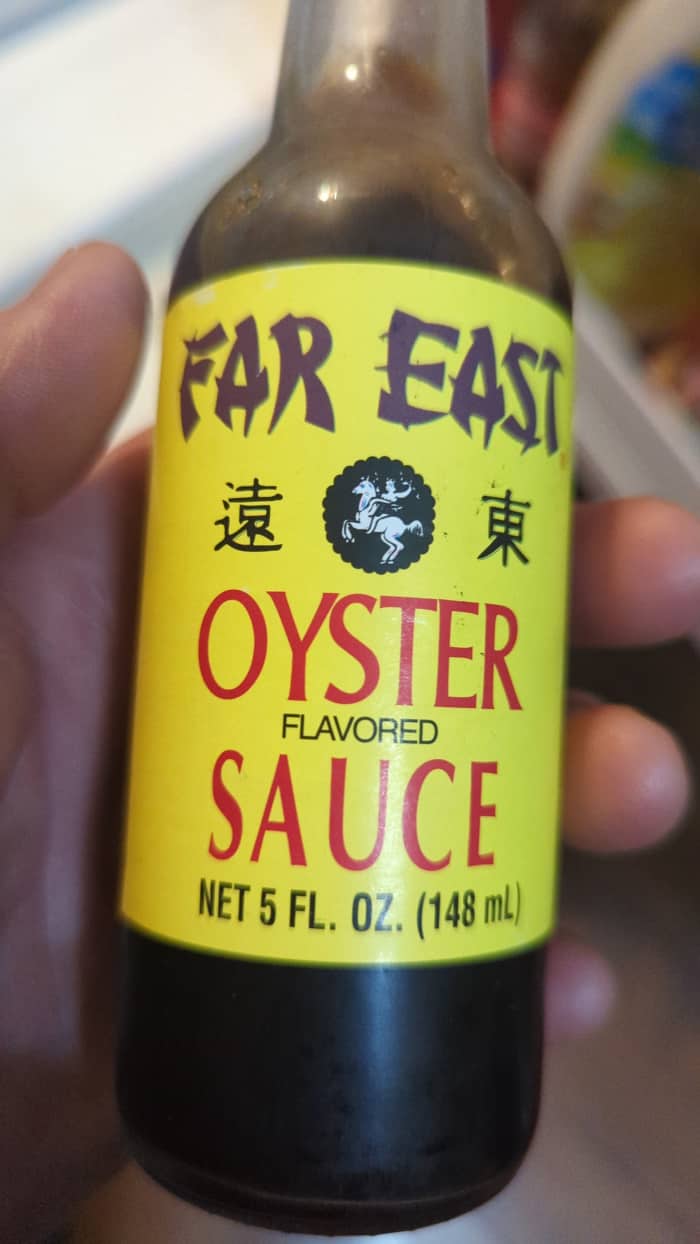 FAR EAST
遠 東
OYSTER
FLAVORED
SAUCE
NET 5 FL. OZ. (148 mL)